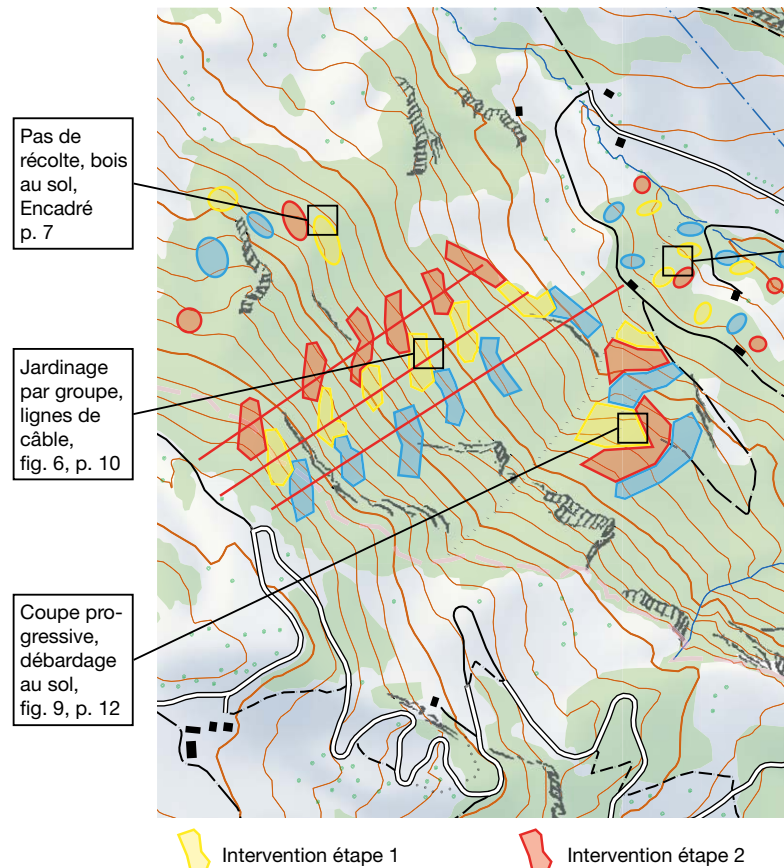 Pas de
récolte, bois
au sol,
Encadré
p. 7
Jardinage
par groupe,
lignes de
câble,
fig. 6, p. 10
Coupe pro-
gressive,
débardage
au sol,
fig. 9, p. 12
Intervention étape 1
Intervention étape 2